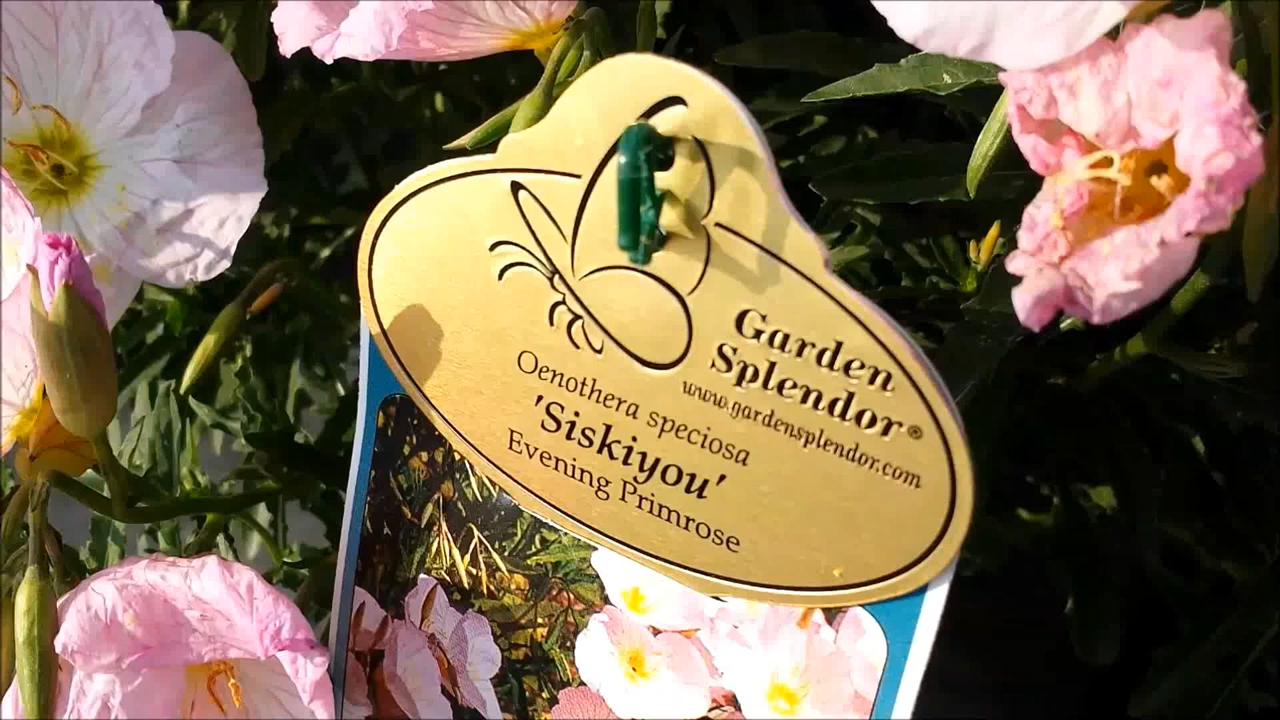 Garden
Splendor®
www.gardensplendor.com
Oenothera speciosa
'Siskiyou'
Evening Primrose